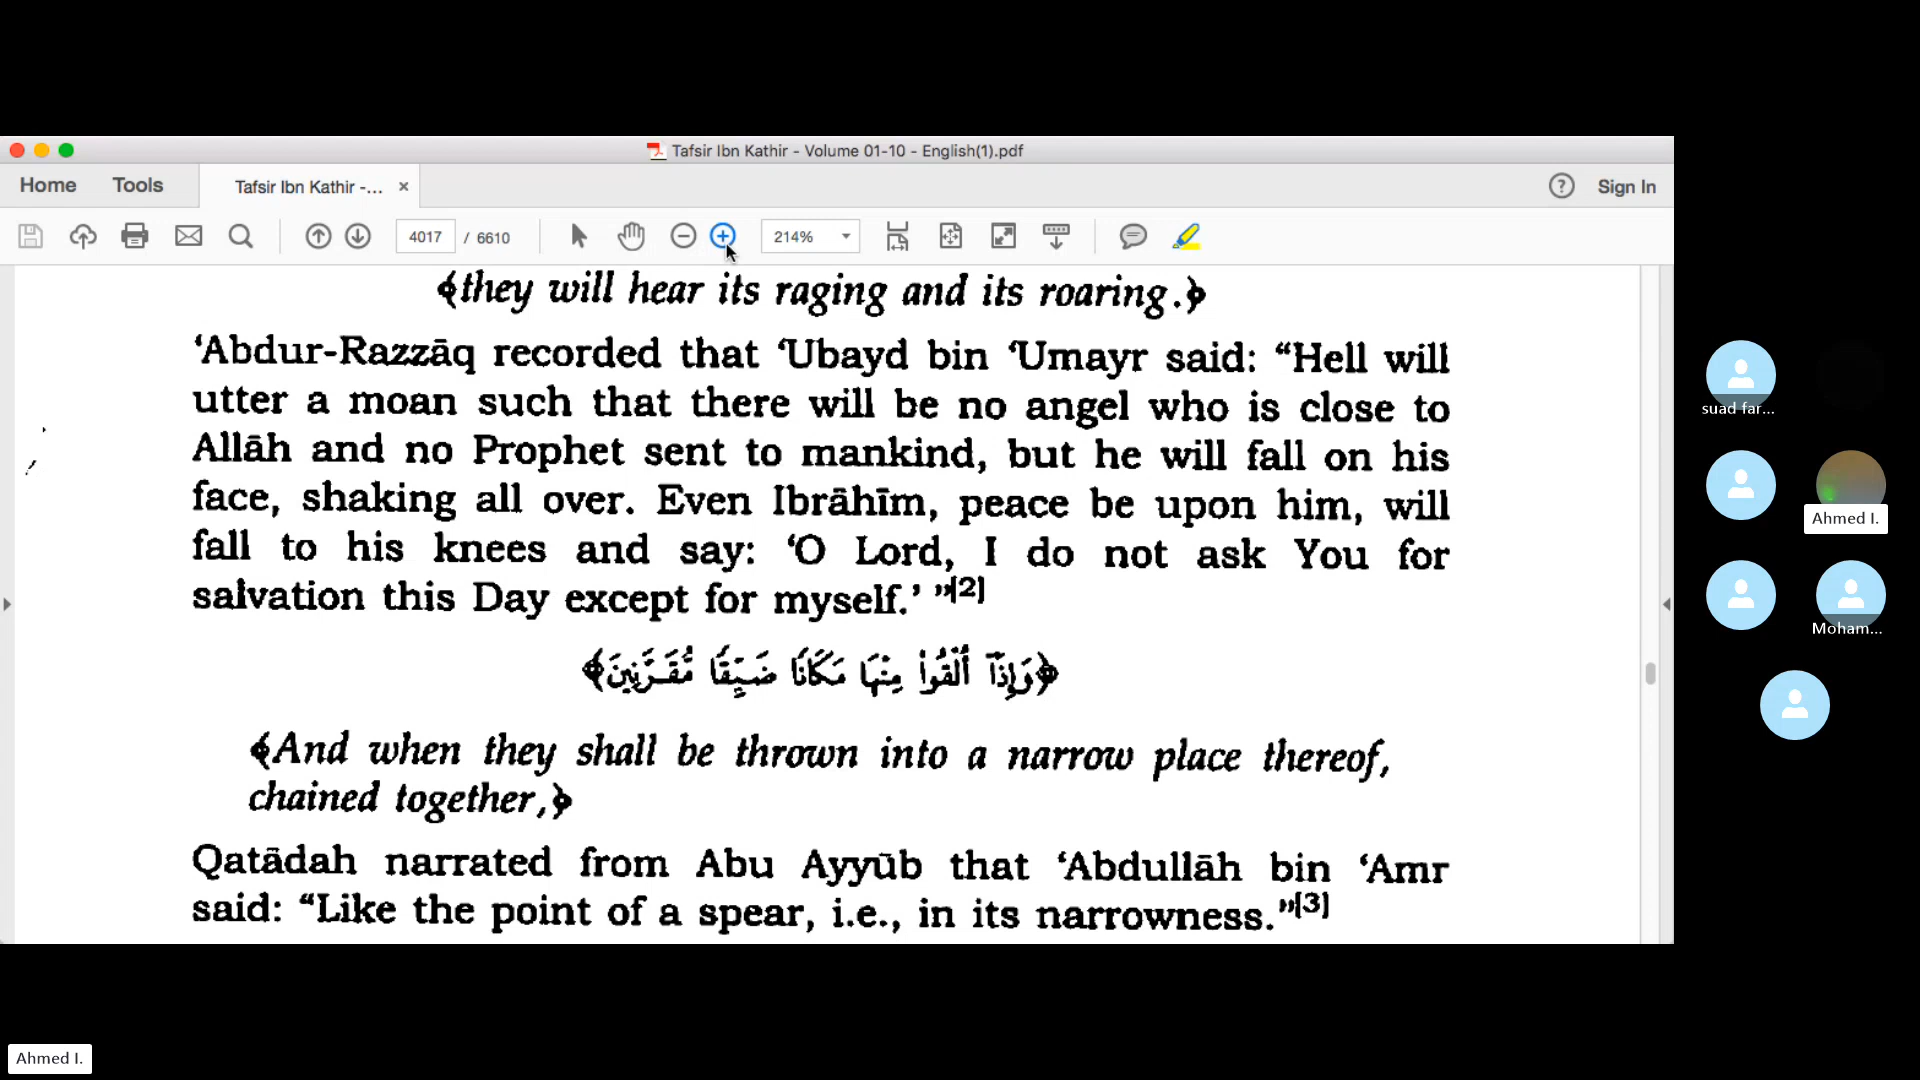 Tafsir Ibn Kathir - Volume 01-10 - English(1).pdf
Home
Tools
Tafsir Ibn Kathir -...
Sign In
4017 / 6610
214%
﴾they will hear its raging and its roaring.﴿
‘Abdur-Razzāq recorded that ‘Ubayd bin ‘Umayr said: “Hell will
utter a moan such that there will be no angel who is close to
Allāh and no Prophet sent to mankind, but he will fall on his
face, shaking all over. Even Ibrāhīm, peace be upon him, will
fall to his knees and say: ‘O Lord, I do not ask You for
salvation this Day except for myself.’ ”[2]
﴿وَإِذَآ أُلْقُوا۟ مِنْهَا مَكَانًا ضَيِّقًا مُّقَرَّنِينَ﴾
﴾And when they shall be thrown into a narrow place thereof,
chained together,﴿
Qatādah narrated from Abu Ayyūb that ‘Abdullāh bin ‘Amr
said: “Like the point of a spear, i.e., in its narrowness.”[3]
suad far...
Ahmed I.
Moham...
Ahmed I.